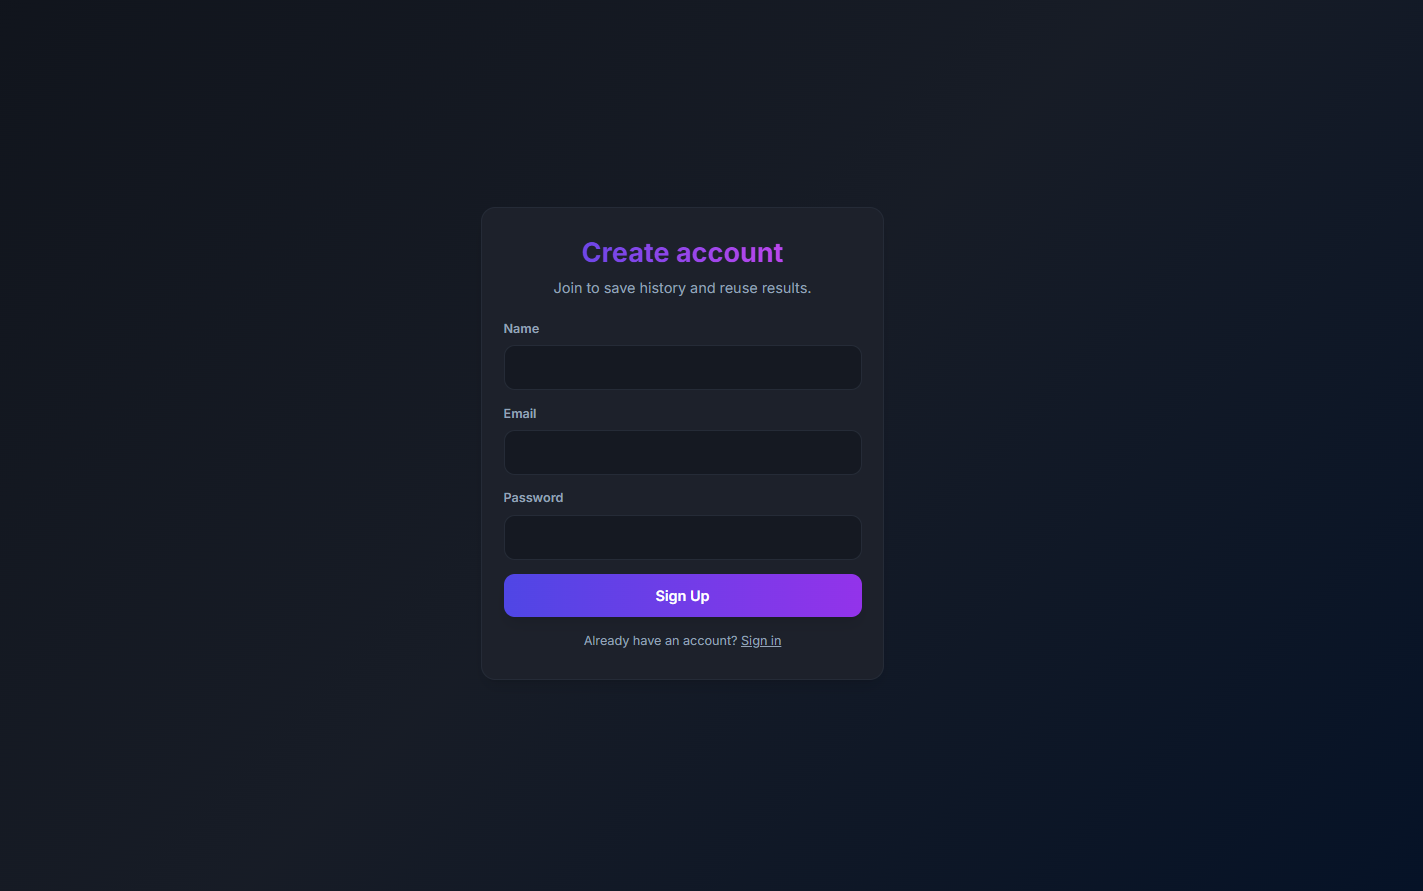 Create account
Join to save history and reuse results.
Name
Email
Password
Sign Up
Already have an account? Sign in